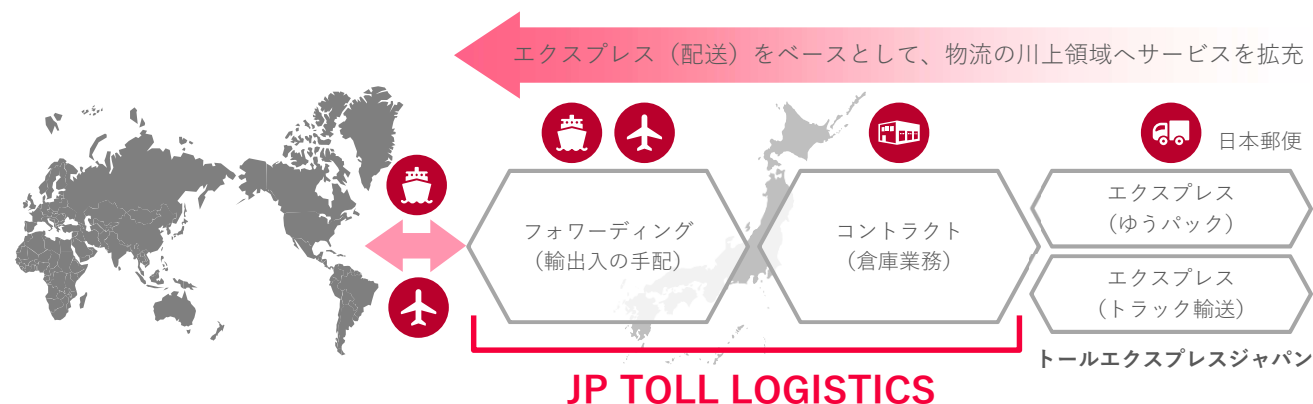 エクスプレス（配送）をベースとして、物流の川上領域へサービスを拡充
日本郵便
フォワーディング
（輸出入の手配）
コントラクト
（倉庫業務）
エクスプレス
（ゆうパック）
エクスプレス
（トラック輸送）
トールエクスプレスジャパン
JP TOLL LOGISTICS